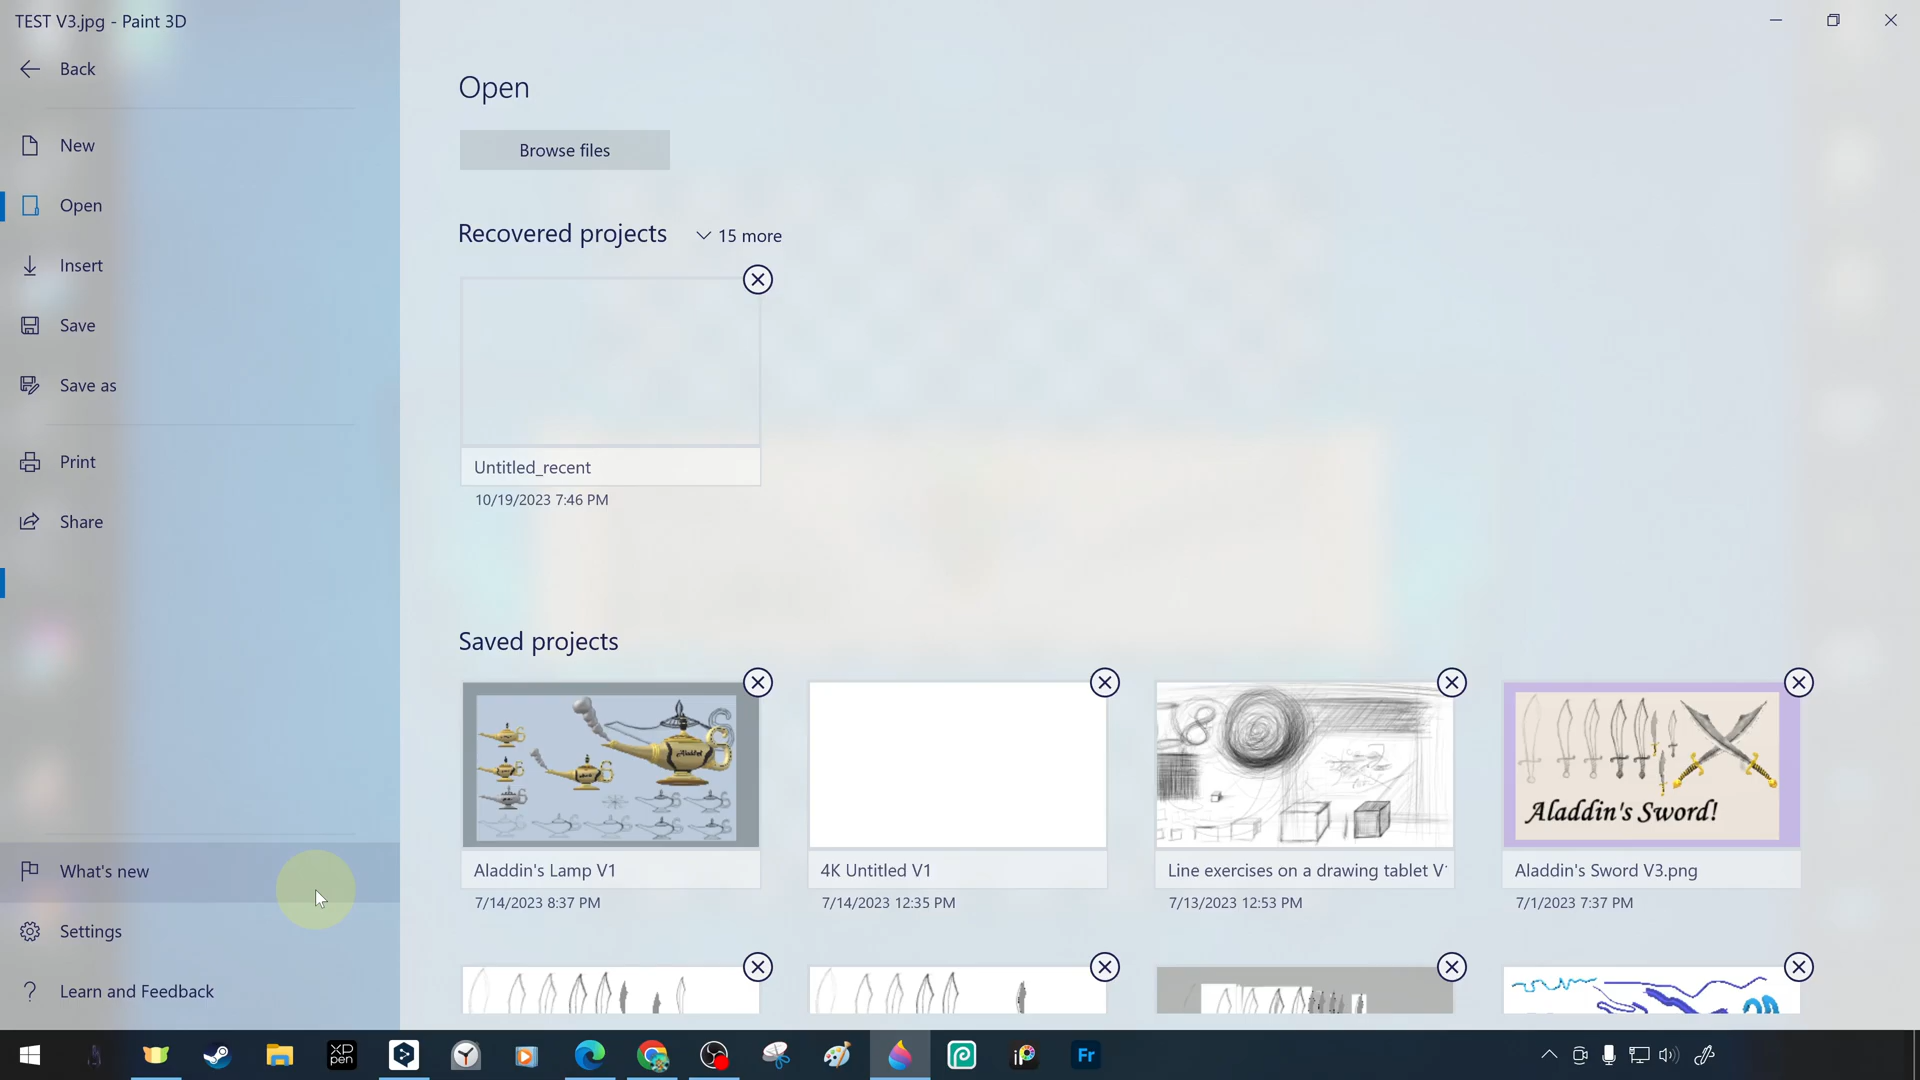 TEST V3.jpg - Paint 3D
Back
New
Open
Insert
Save
Save as
Print
Share
What's new
Settings
Learn and Feedback
Open
Browse files
Recovered projects 15 more
Untitled_recent
10/19/2023 7:46 PM
Saved projects
Aladdin's Sword!
Aladdin's Lamp V1
7/14/2023 8:37 PM
4K Untitled V1
7/14/2023 12:35 PM
Line exercises on a drawing tablet V
7/13/2023 12:53 PM
Aladdin's Sword V3.png
7/1/2023 7:37 PM
XP
pen
iP
Fr